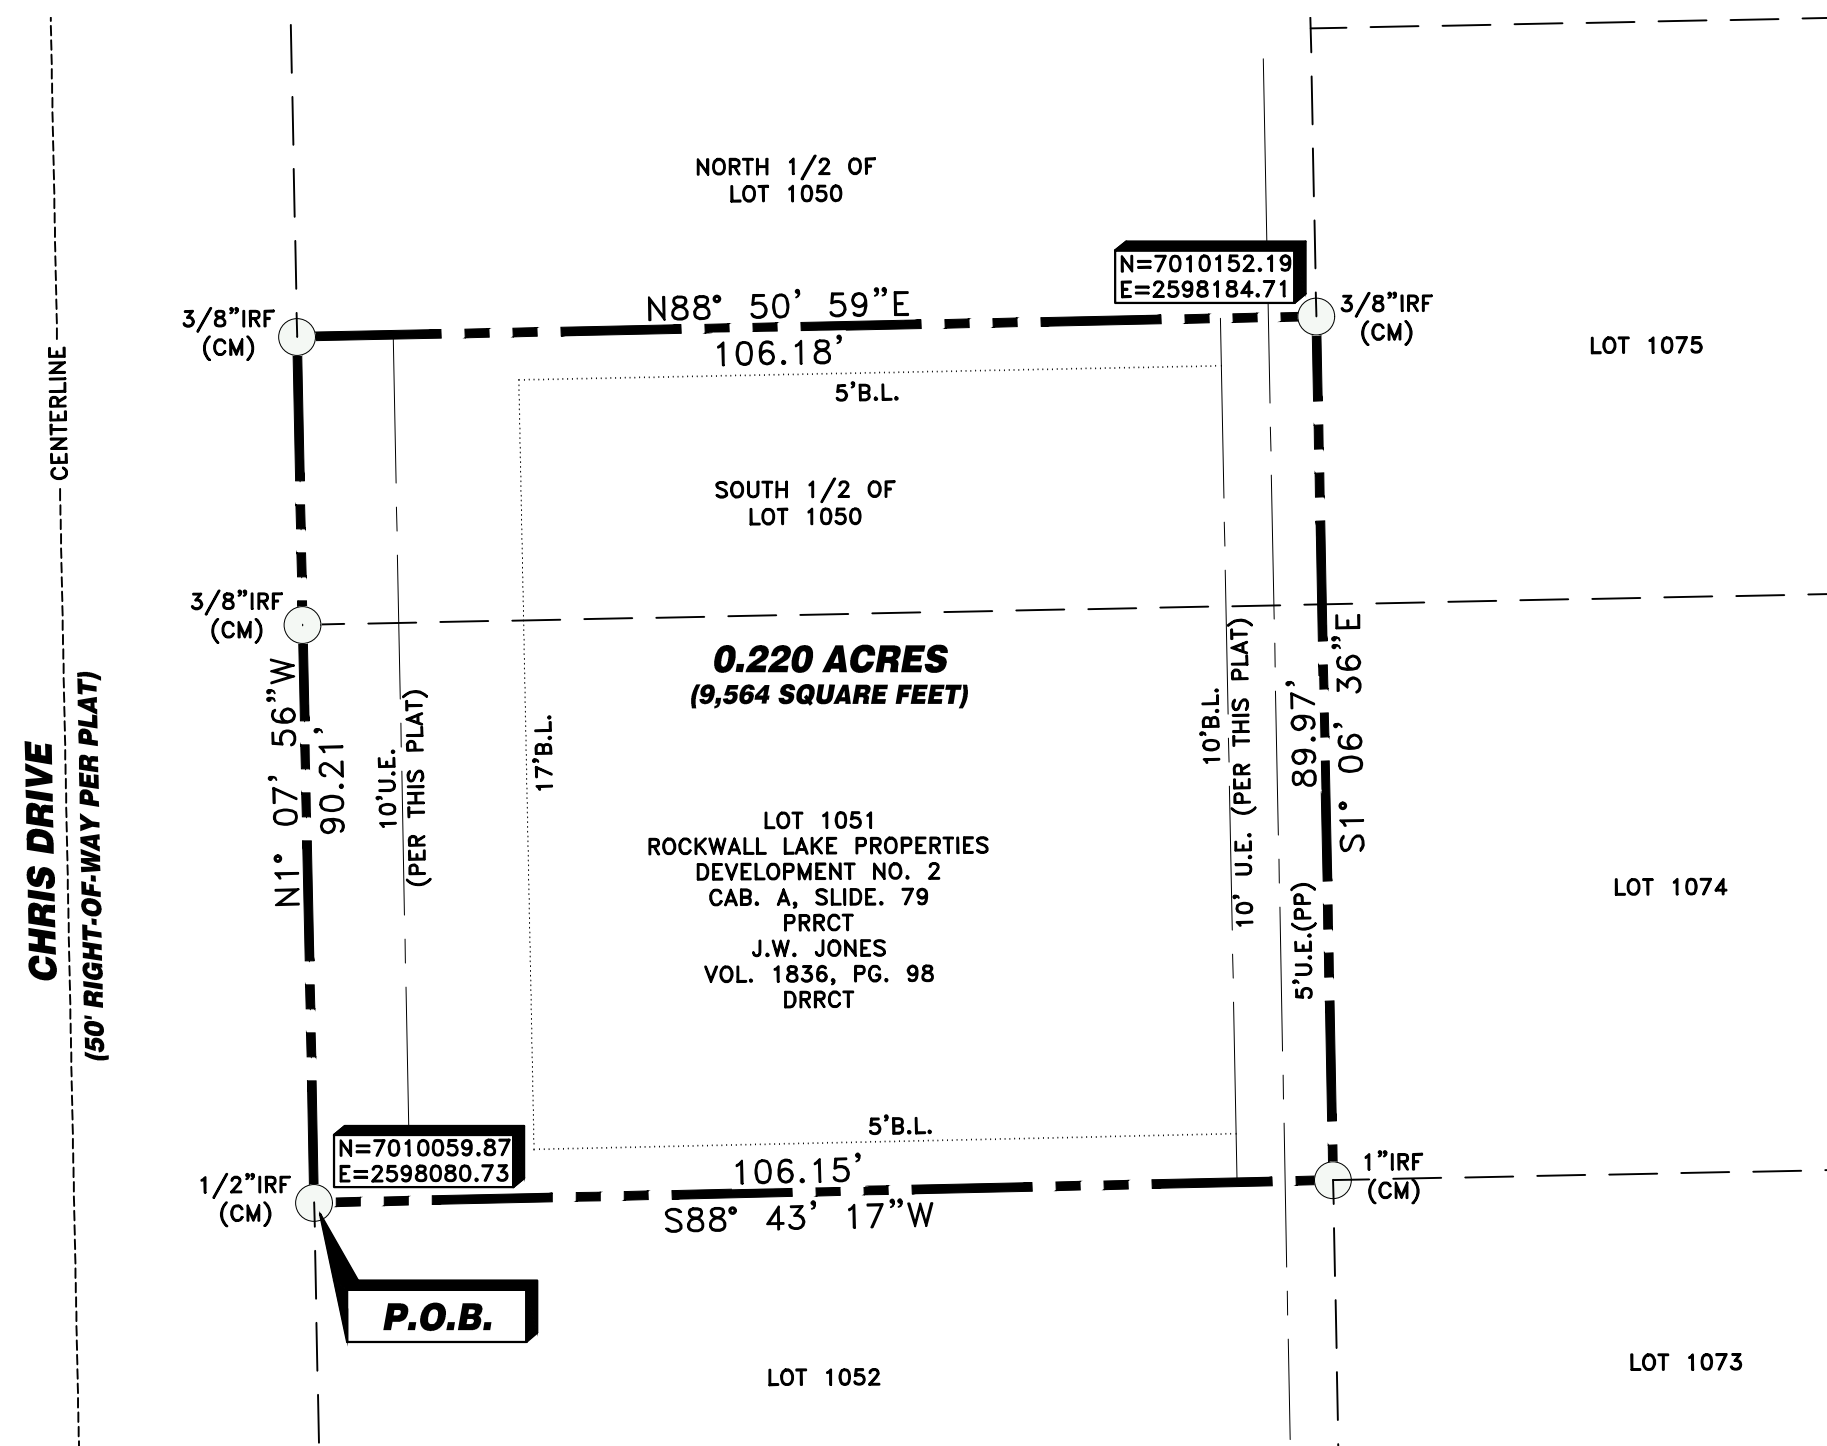 NORTH 1/2 OF
LOT 1050
N=7010152.19
E=2598184.71
3/8”IRF
(CM)
N88° 50’ 59”E
106.18’
3/8”IRF
(CM)
LOT 1075
CENTERLINE
5’B.L.
SOUTH 1/2 OF
LOT 1050
3/8”IRF
(CM)
0.220 ACRES
(9,564 SQUARE FEET)
N1° 07’ 56”W
90.21’
10’U.E.
(PER THIS PLAT)
17’B.L.
10’B.L.
10’ U.E. (PER THIS PLAT)
89.97’
S1° 06’ 36”E
5’U.E.(PP)
CHRIS DRIVE
(50' RIGHT-OF-WAY PER PLAT)
LOT 1051
ROCKWALL LAKE PROPERTIES
DEVELOPMENT NO. 2
CAB. A, SLIDE. 79
PRRCT
J.W. JONES
VOL. 1836, PG. 98
DRRCT
LOT 1074
5’B.L.
N=7010059.87
E=2598080.73
1/2”IRF
(CM)
106.15’
S88° 43’ 17”W
1”IRF
(CM)
P.O.B.
LOT 1052
LOT 1073